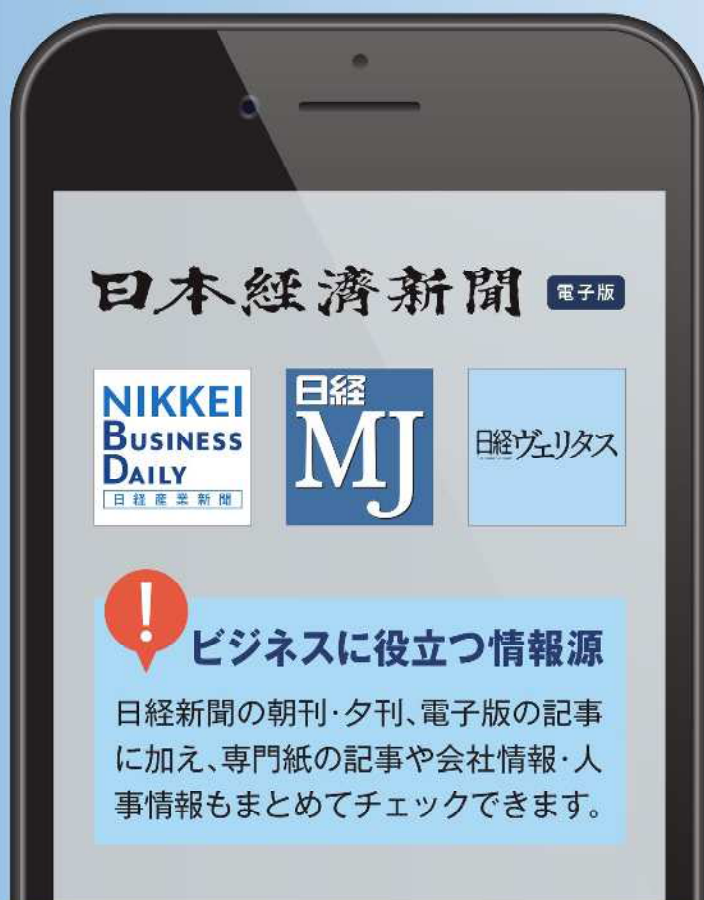 日本経済新聞 電子版
NIKKEI
BUSINESS
DAILY
日経産業新聞
日経
MJ
日経ヴェリタス
!
ビジネスに役立つ情報源
日経新聞の朝刊・夕刊、電子版の記事
に加え、専門紙の記事や会社情報・人
事情報もまとめてチェックできます。